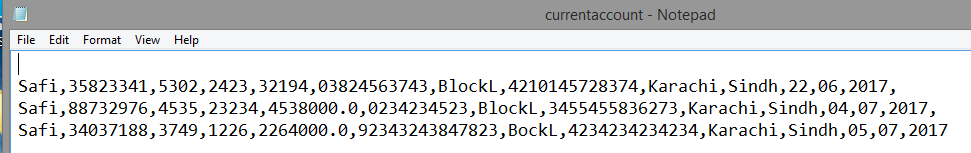 currentaccount - Notepad
File Edit Format View Help
Safi,35823341,5302,2423,32194,03824563743,BlockL,4210145728374,Karachi,Sindh,22,06,2017,
Safi,88732976,4535,23234,4538000.0,0234234523,BlockL,3455455836273,Karachi,Sindh,04,07,2017,
Safi,34037188,3749,1226,2264000.0,92343243847823,BockL,4234234234234,Karachi,Sindh,05,07,2017